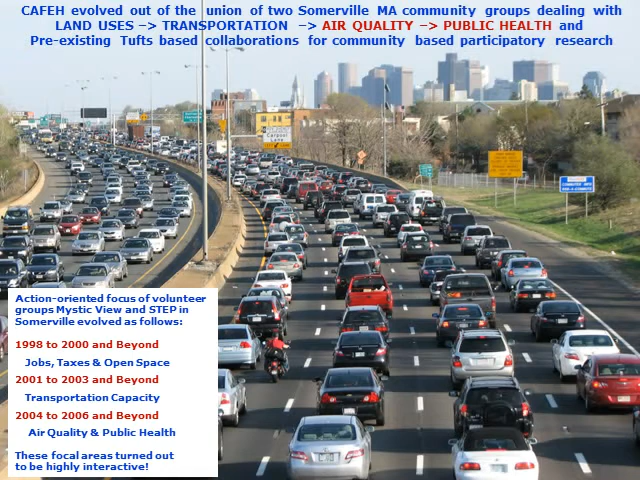 CAFEH evolved out of the union of two Somerville MA community groups dealing with
LAND USES –> TRANSPORTATION –> AIR QUALITY –> PUBLIC HEALTH and
Pre-existing Tufts based collaborations for community based participatory research
Carpool
Action-oriented focus of volunteer
groups Mystic View and STEP in
Somerville evolved as follows:
1998 to 2000 and Beyond
Jobs, Taxes & Open Space
2001 to 2003 and Beyond
Transportation Capacity
2004 to 2006 and Beyond
Air Quality & Public Health
These focal areas turned out
to be highly interactive!